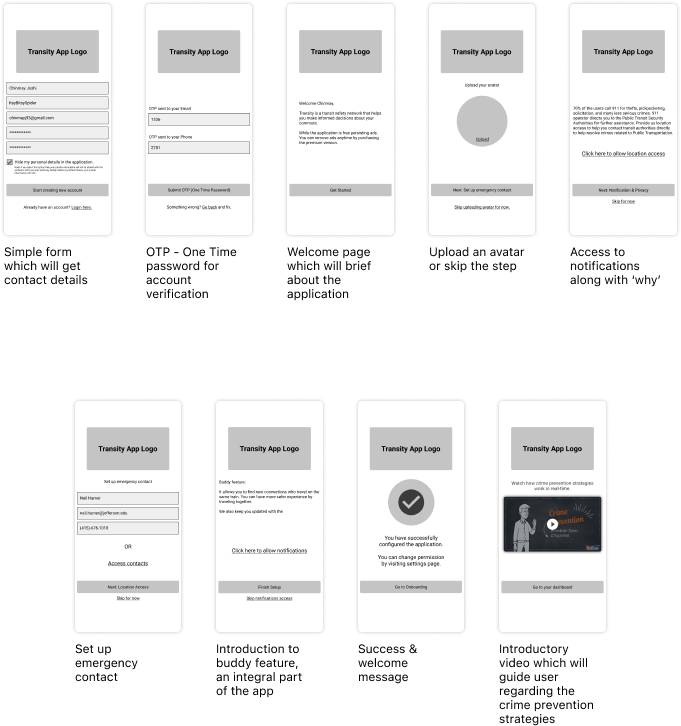 Transity App Logo
Chinmay Joshi
ItsyBitsySpider
chinmayj93@gmail.com
************
************
Hide my personal details in the application.
Start creating new account
Already have an account? Login here.
Simple form
which will get
contact details
Transity App Logo
OTP sent to your Email
OTP sent to your Phone
Submit OTP (One Time Password)
Something wrong? Go back and fix.
OTP - One Time
password for
account
verification
Transity App Logo
Welcome Chinmay,
Transity is a transit safety network that helps
you make informed decisions about your
commute.
While the application is free persisting ads.
You can remove ads anytime by purchasing
the premium version.
Get Started
Welcome page
which will brief
about the
application
Transity App Logo
Upload your avatar
Upload
Next: Set up emergency contact
Skip uploading avatar for now.
Upload an avatar
or skip the step
Transity App Logo
70% of the users call 911 for thefts, pickpocketing,
solicitation, and many less serious crimes. 911
operator directs you to the Public Transit Security
Authorities for further assistance. Provide us location
access to help you contact transit authorities directly
to help resolve crimes related to Public Transportation.
Click here to allow location access
Next: Notification & Privacy
Skip for now
Access to
notifications
along with ‘why’
Transity App Logo
Set up emergency contact
Neil Harner
neil.harner@jefferson.edu
OR
Access contacts
Next: Location Access
Skip for now
Set up
emergency
contact
Transity App Logo
Buddy feature:
It allows you to find new connections who travel on the
same train. You can have more safer experience by
traveling together.
We also keep you updated with the
Click here to allow notifications
Finish Setup
Skip notifications access
Introduction to
buddy feature,
an integral part
of the app
Transity App Logo
You have successfully
configured the application.
You can change permission
by visiting settings page.
Go to Onboarding
Success &
welcome
message
Transity App Logo
Watch how crime prevention strategies
work in real-time
Crime
Prevention
Go to your dashboard
Introductory
video which will
guide user
regarding the
crime prevention
strategies